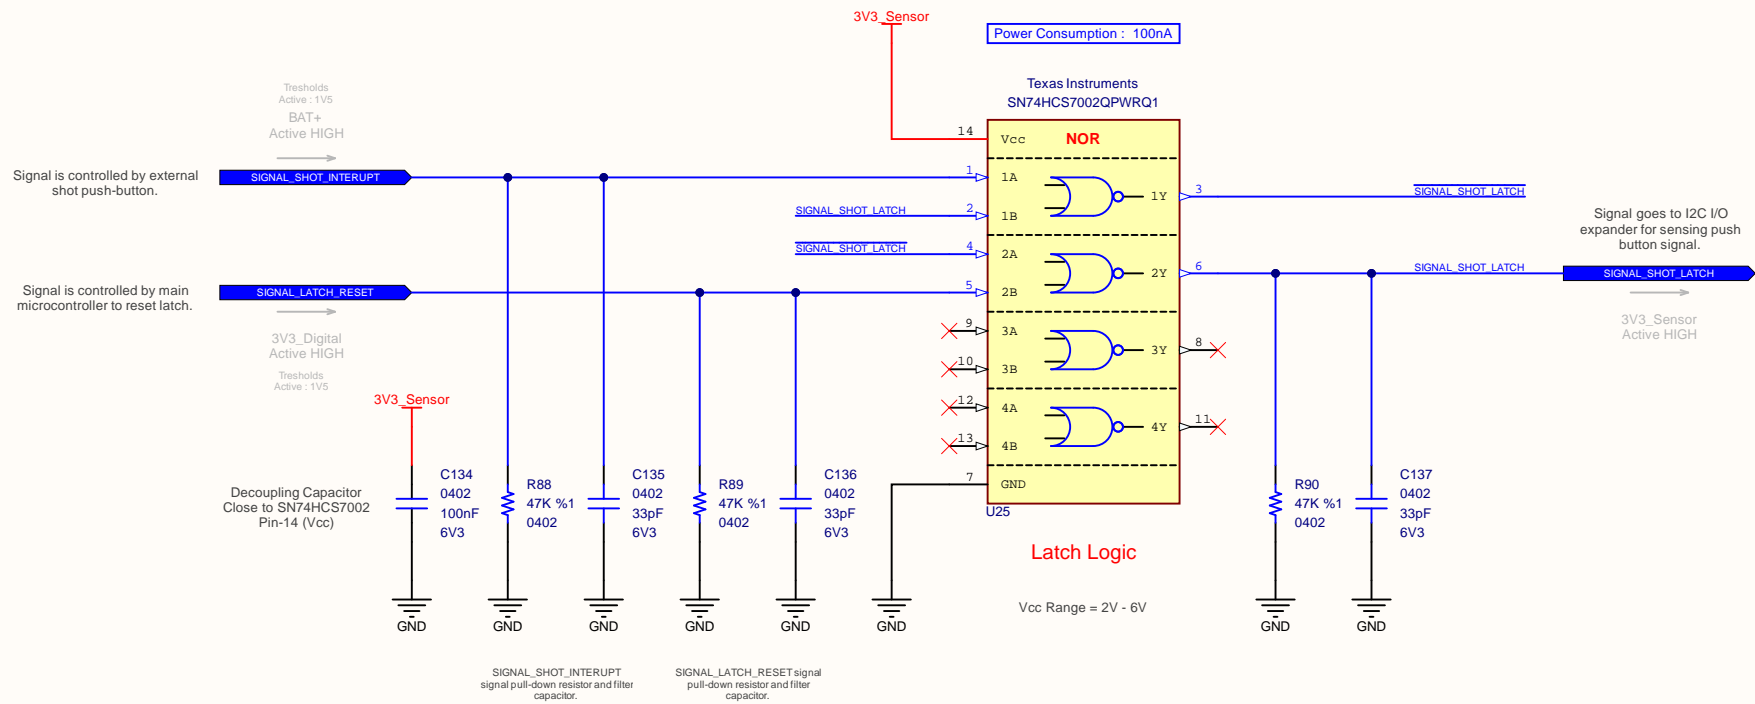 3V3_Sensor
Power Consumption :  100nA
Texas Instruments
SN74HCS7002QPWRQ1
Tresholds
Active : 1V5
BAT+
Active HIGH
Signal is controlled by external
shot push-button.
SIGNAL_SHOT_INTERUPT
14
Vcc
NOR
1
1A
2
1B
SIGNAL_SHOT_LATCH
1Y
3
SIGNAL_SHOT_LATCH
SIGNAL_SHOT_LATCH
4
2A
5
2B
2Y
6
SIGNAL_SHOT_LATCH
Signal goes to I2C I/O
expander for sensing push
button signal.
SIGNAL_SHOT_LATCH
3V3_Sensor
Active HIGH
Signal is controlled by main
microcontroller to reset latch.
SIGNAL_LATCH_RESET
3V3_Digital
Active HIGH
Tresholds
Active : 1V5
9
3A
10
3B
3Y
8
12
4A
13
4B
4Y
11
7
GND
U25
3V3_Sensor
Decoupling Capacitor
Close to SN74HCS7002
Pin-14 (Vcc)
C134
0402
100nF
6V3
R88
47K %1
0402
C135
0402
33pF
6V3
R89
47K %1
0402
C136
0402
33pF
6V3
R90
47K %1
0402
C137
0402
33pF
6V3
Latch Logic
Vcc Range = 2V - 6V
GND
GND
GND
GND
GND
GND
GND
GND
SIGNAL_SHOT_INTERUPT
signal pull-down resistor and filter
capacitor.
SIGNAL_LATCH_RESET signal
pull-down resistor and filter
capacitor.